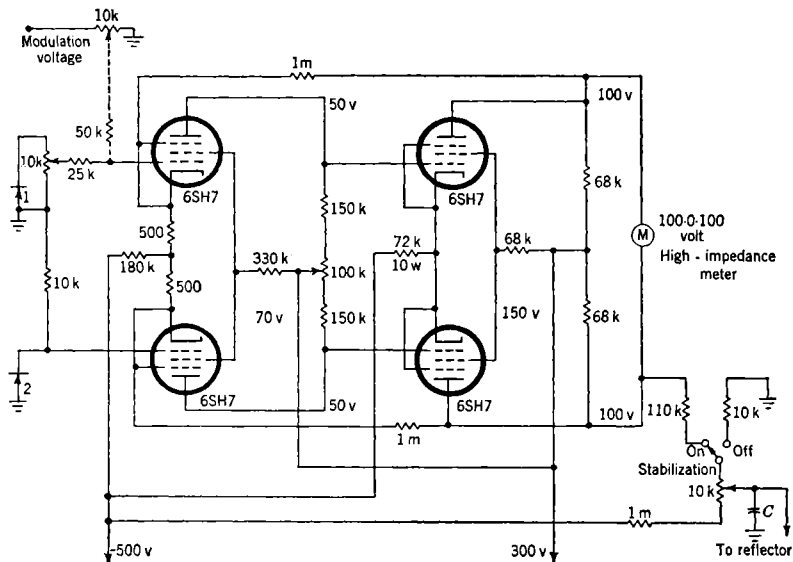 10k
Modulation
voltage
1m
50 v
100 v
50 k
10k
25 k
1
6SH7
6SH7
68 k
500
150 k
180 k
330 k
100 k
72 k
10 w
68 k
M
100-0-100
volt
High - impedance
meter
10k
500
70 v
150 k
150 v
68 k
2
6SH7
50 v
6SH7
100 v
1 m
110 k
10 k
On
Off
Stabilization
10 k
C
1 m
-500 v
300 v
To reflector